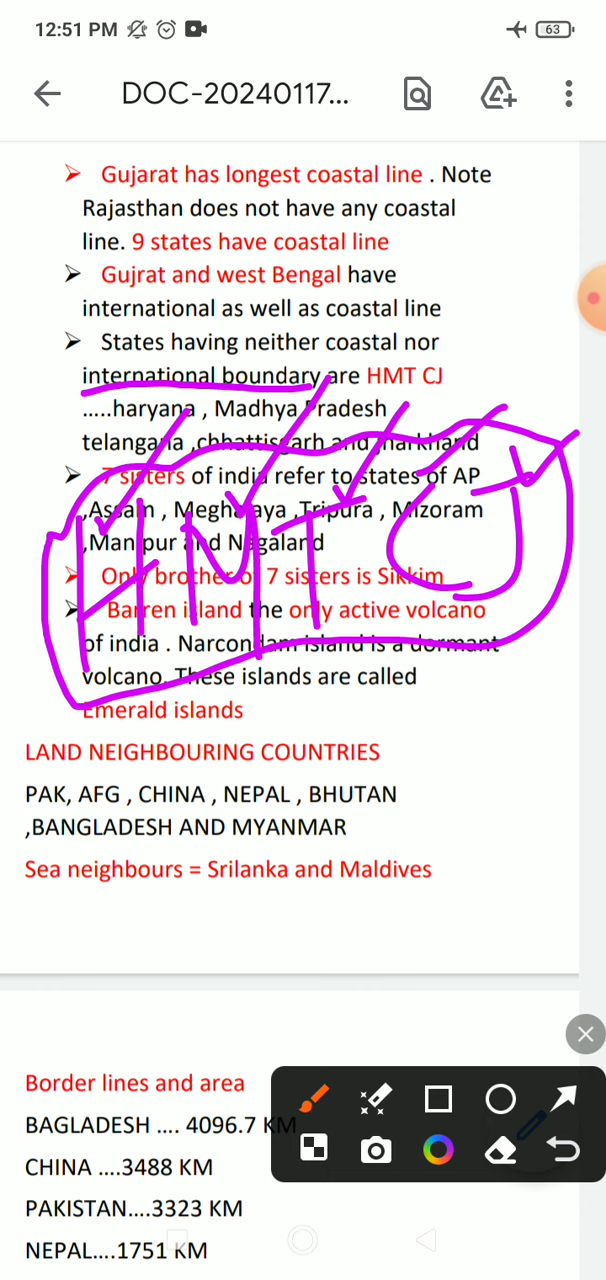 12:51 PM
63
DOC-20240117...
Gujarat has longest coastal line . Note
Rajasthan does not have any coastal
line. 9 states have coastal line
Gujrat and west Bengal have
international as well as coastal line
States having neither coastal nor
international boundary are HMT CJ
.....haryana , Madhya Pradesh
telangana ,chhattisgarh and jharkhand
7 sisters of india refer to states of AP
,Assam , Meghalaya ,Tripura , Mizoram
,Manipur and Nagaland
Only brother of 7 sisters is Sikkim
Barren island the only active volcano
of india . Narcondam island is a dormant
volcano. These islands are called
Emerald islands
HMT CJ
LAND NEIGHBOURING COUNTRIES
PAK, AFG , CHINA , NEPAL , BHUTAN
,BANGLADESH AND MYANMAR
Sea neighbours = Srilanka and Maldives
Border lines and area
BAGLADESH .... 4096.7 KM
CHINA ....3488 KM
PAKISTAN....3323 KM
NEPAL....1751 KM